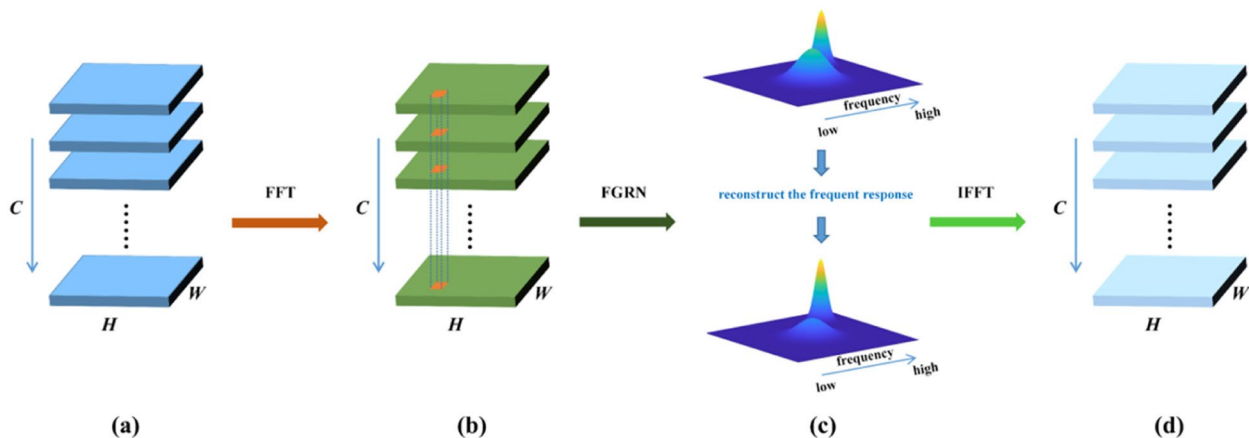 C
H
W
(a)
FFT
C
H
W
(b)
FGRN
frequency
low
high
reconstruct the frequent response
frequency
low
high
(c)
IFFT
C
H
W
(d)